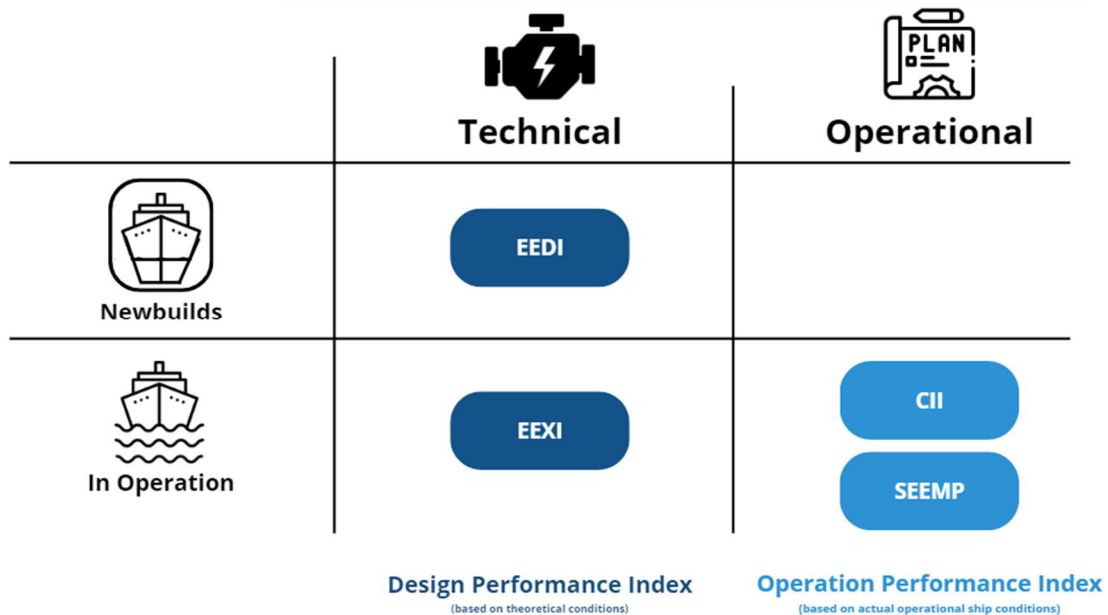 PLAN
Technical
Operational
Newbuilds
EEDI
In Operation
EEXI
CII
SEEMP
Design Performance Index
(based on theoretical conditions)
Operation Performance Index
(based on actual operational ship conditions)